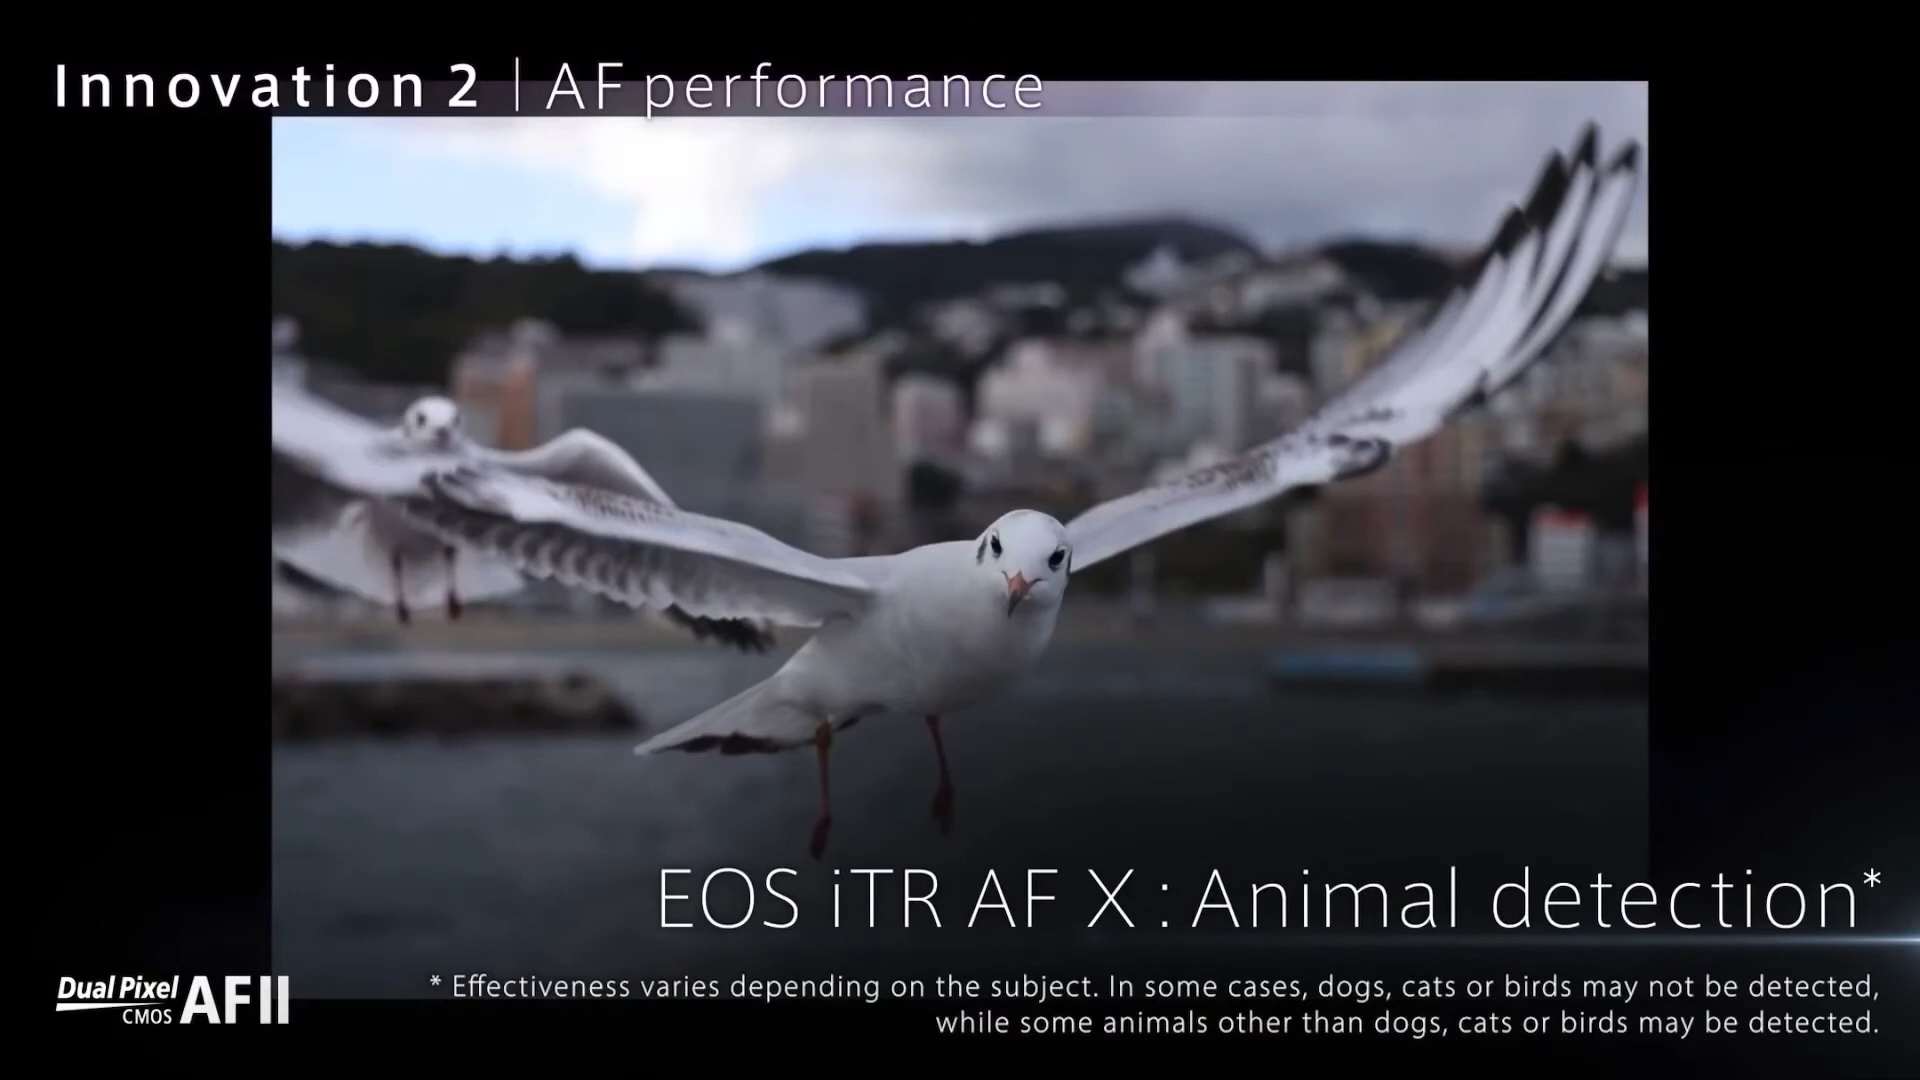 Innovation 2 | AF performance
EOS iTR AF X : Animal detection*
* Effectiveness varies depending on the subject. In some cases, dogs, cats or birds may not be detected,
while some animals other than dogs, cats or birds may be detected.
Dual Pixel
CMOS AF II